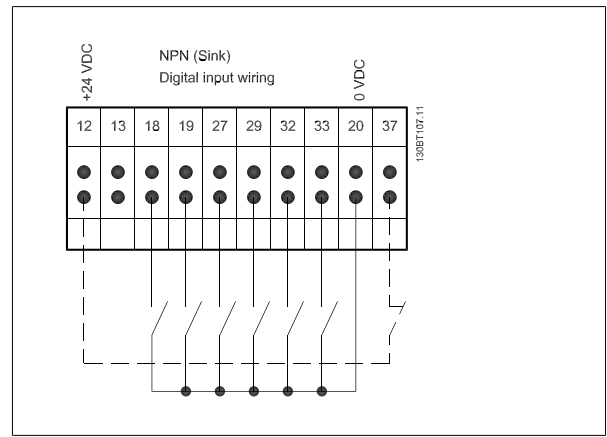 NPN (Sink)
Digital input wiring
+24 VDC
0 VDC
12 13 18 19 27 29 32 33 20 37
130BT107.11